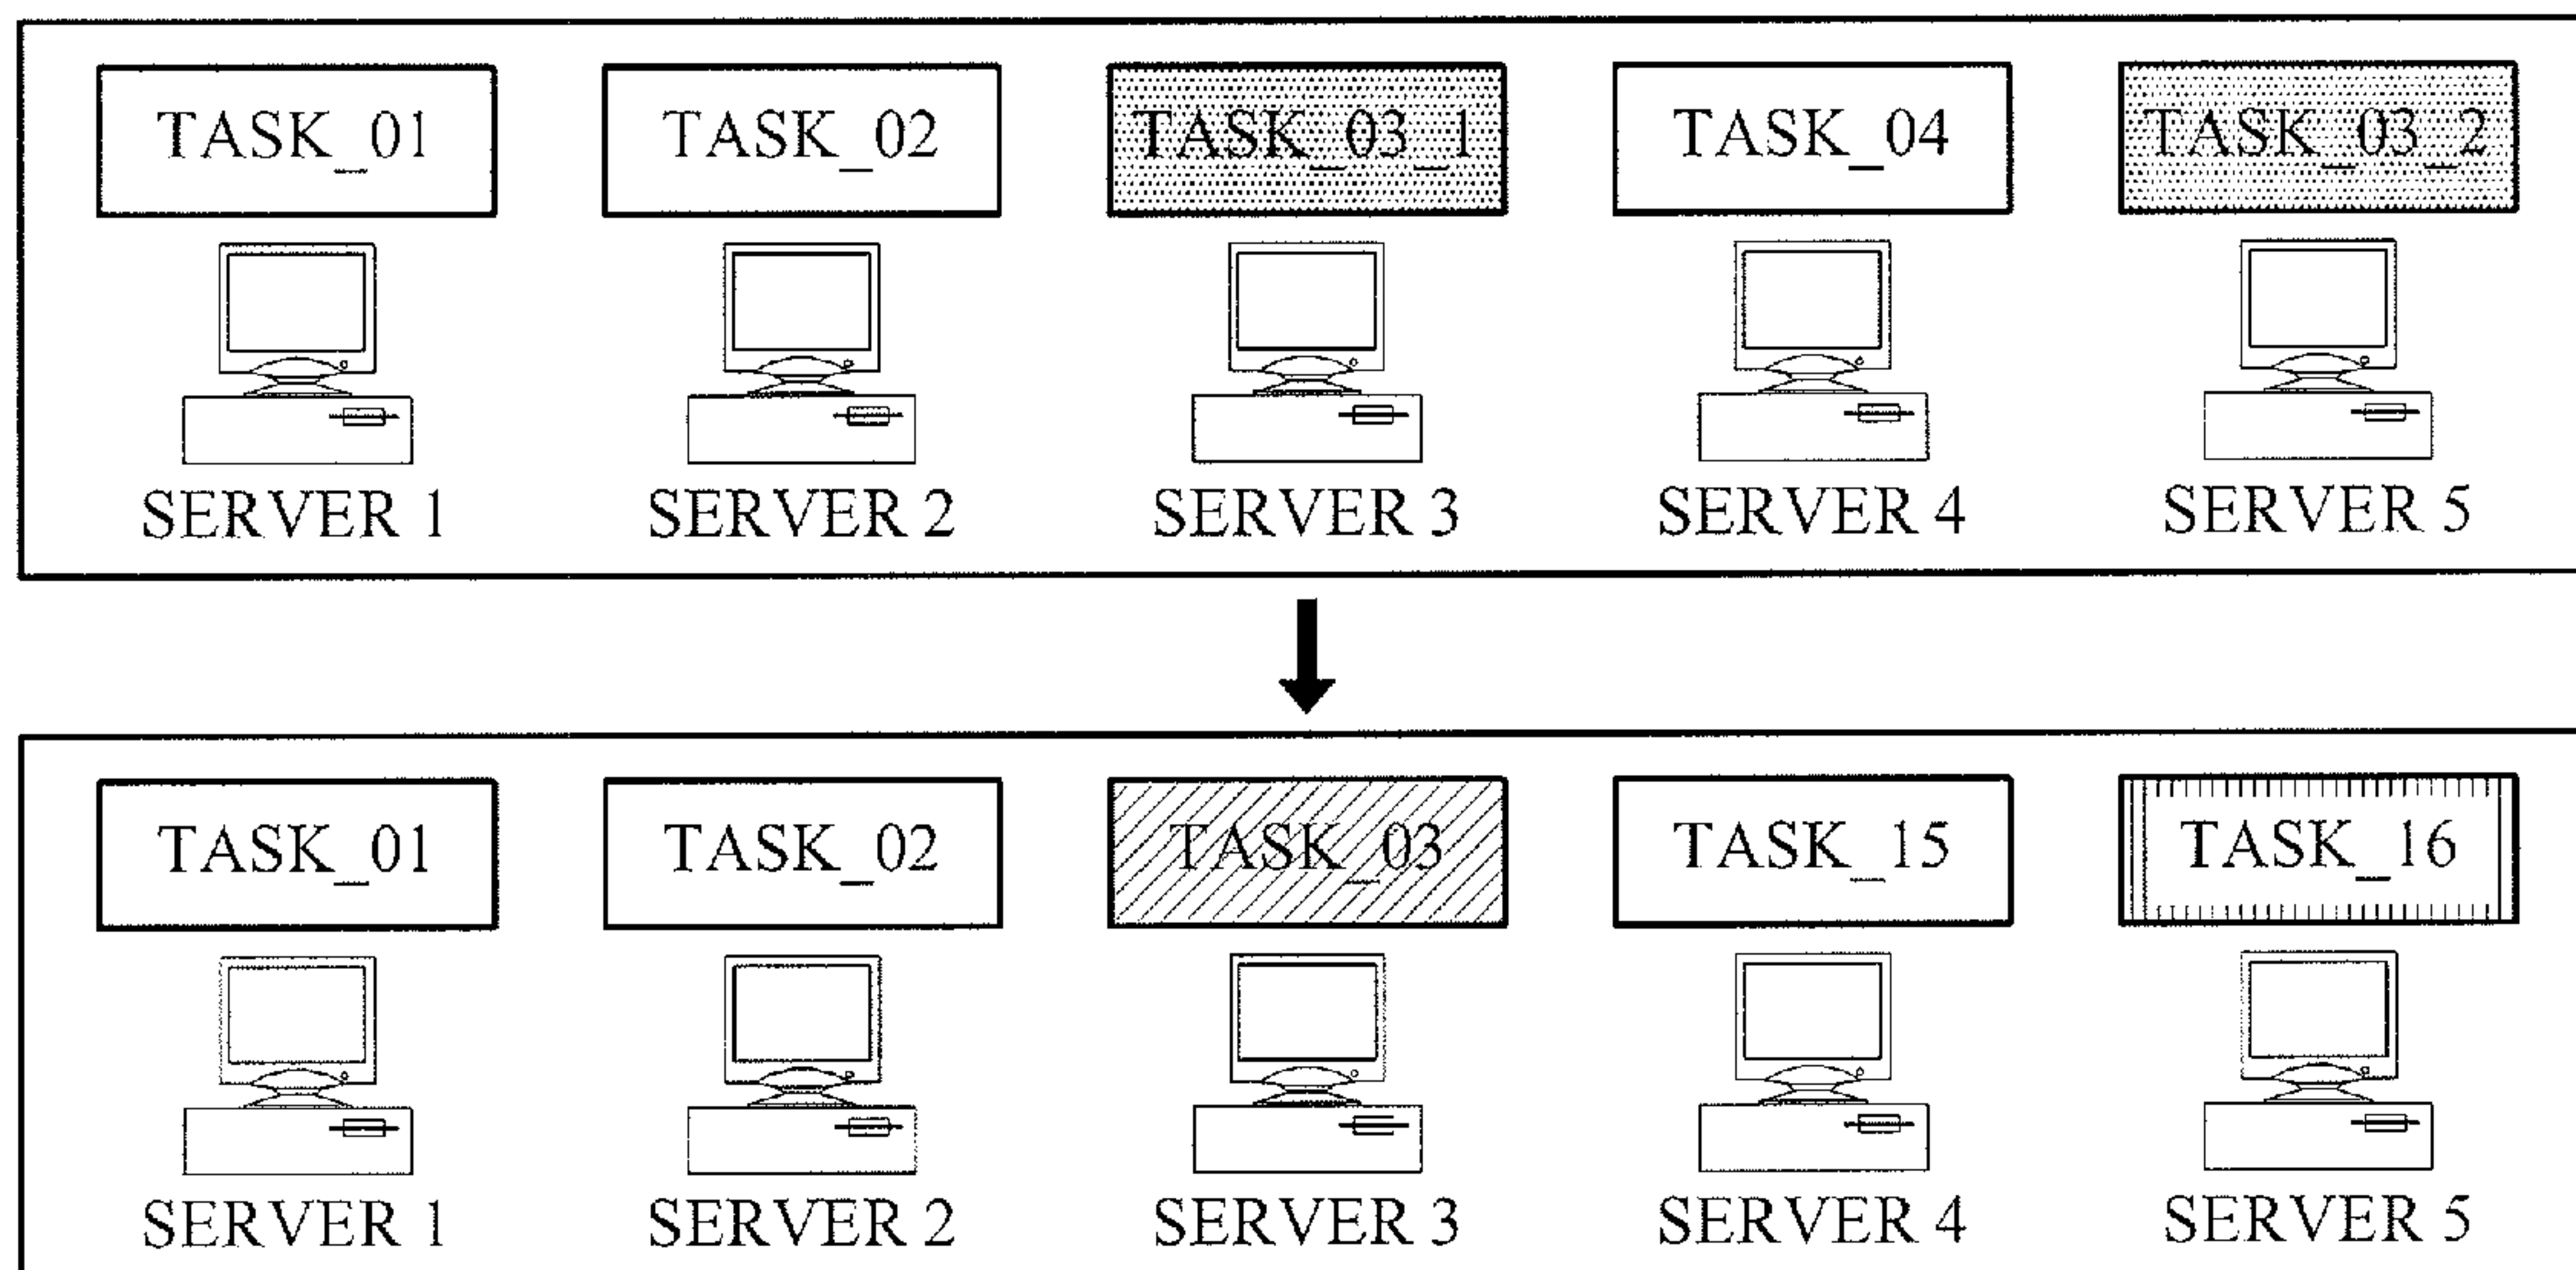 TASK_01 TASK_02 TASK_03_1 TASK_04 TASK_03_2
SERVER 1 SERVER 2 SERVER 3 SERVER 4 SERVER 5
TASK_01 TASK_02 TASK_03 TASK_15 TASK_16
SERVER 1 SERVER 2 SERVER 3 SERVER 4 SERVER 5